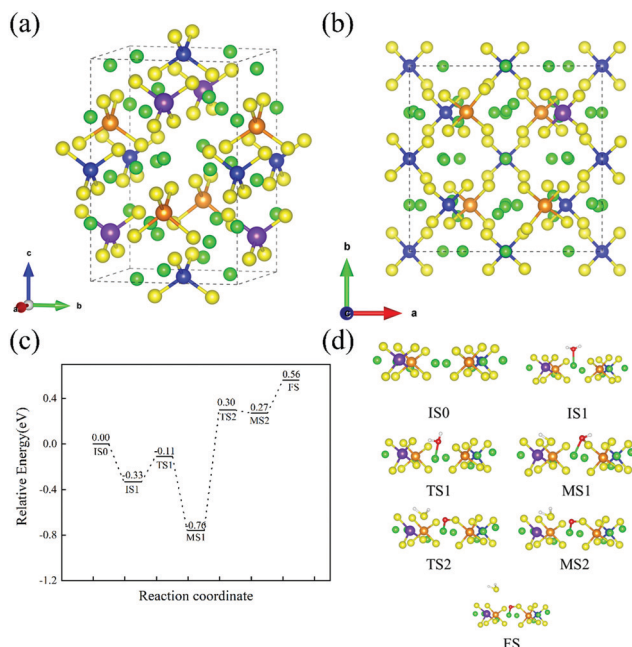 (a)
(b)
c
a
b
b
c
a
(c)
(d)
Relative Energy(eV)
0.4
0.0
-0.4
-0.8
-1.2
0.00
IS0
-0.33
IS1
-0.11
TS1
-0.76
MS1
0.30
TS2
0.27
MS2
0.56
FS
Reaction coordinate
IS0
IS1
TS1
MS1
TS2
MS2
FS